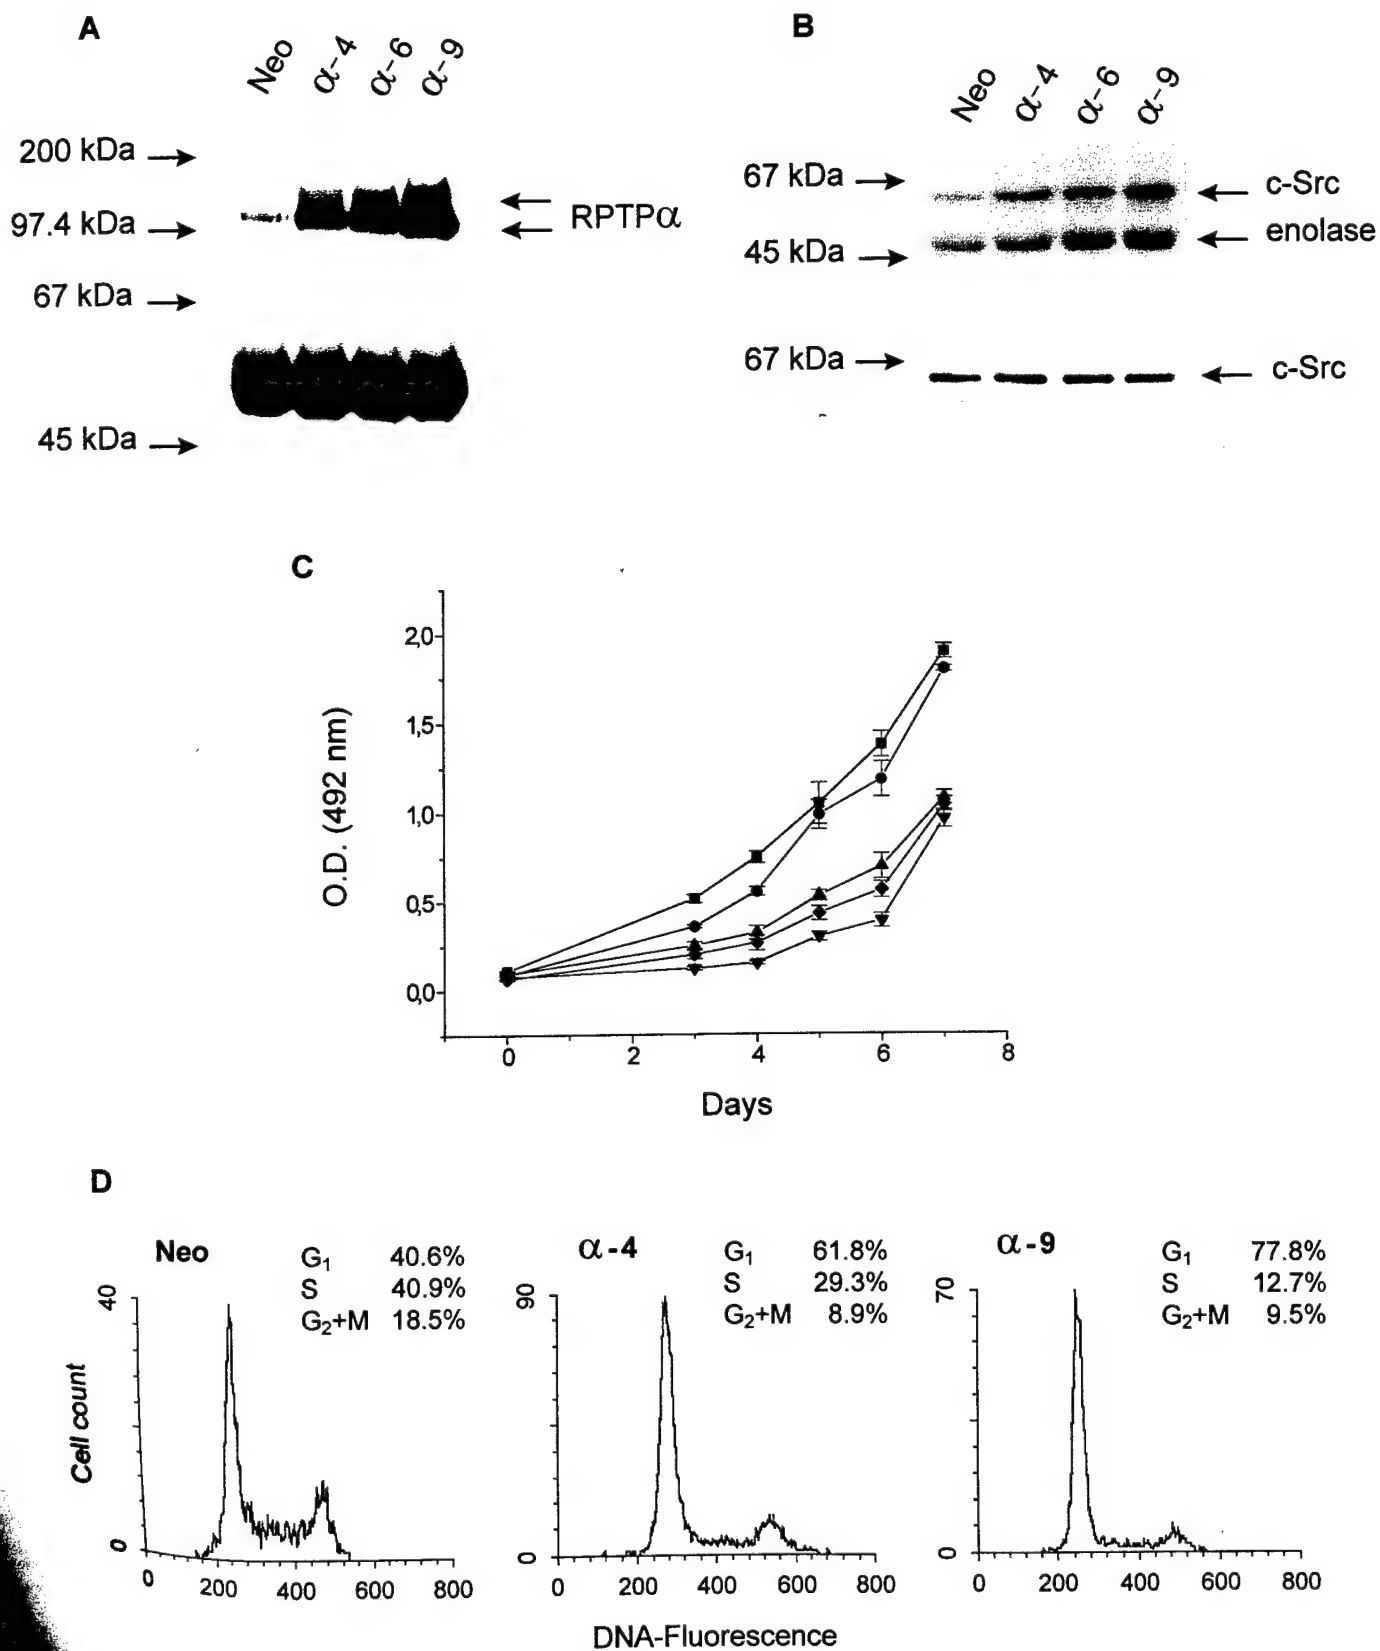 A
Neo α-4 α-6 α-9
200 kDa
97.4 kDa
RPTPα
67 kDa
45 kDa
B
Neo α-4 α-6 α-9
67 kDa
c-Src
45 kDa
enolase
67 kDa
c-Src
C
2,0
1,5
1,0
0,5
0,0
O.D. (492 nm)
0 2 4 6 8
Days
D
Neo
G₁ 40.6%
S 40.9%
G₂+M 18.5%
40
0
Cell count
0 200 400 600 800
α-4
G₁ 61.8%
S 29.3%
G₂+M 8.9%
90
0
0 200 400 600 800
α-9
G₁ 77.8%
S 12.7%
G₂+M 9.5%
70
0
0 200 400 600 800
DNA-Fluorescence